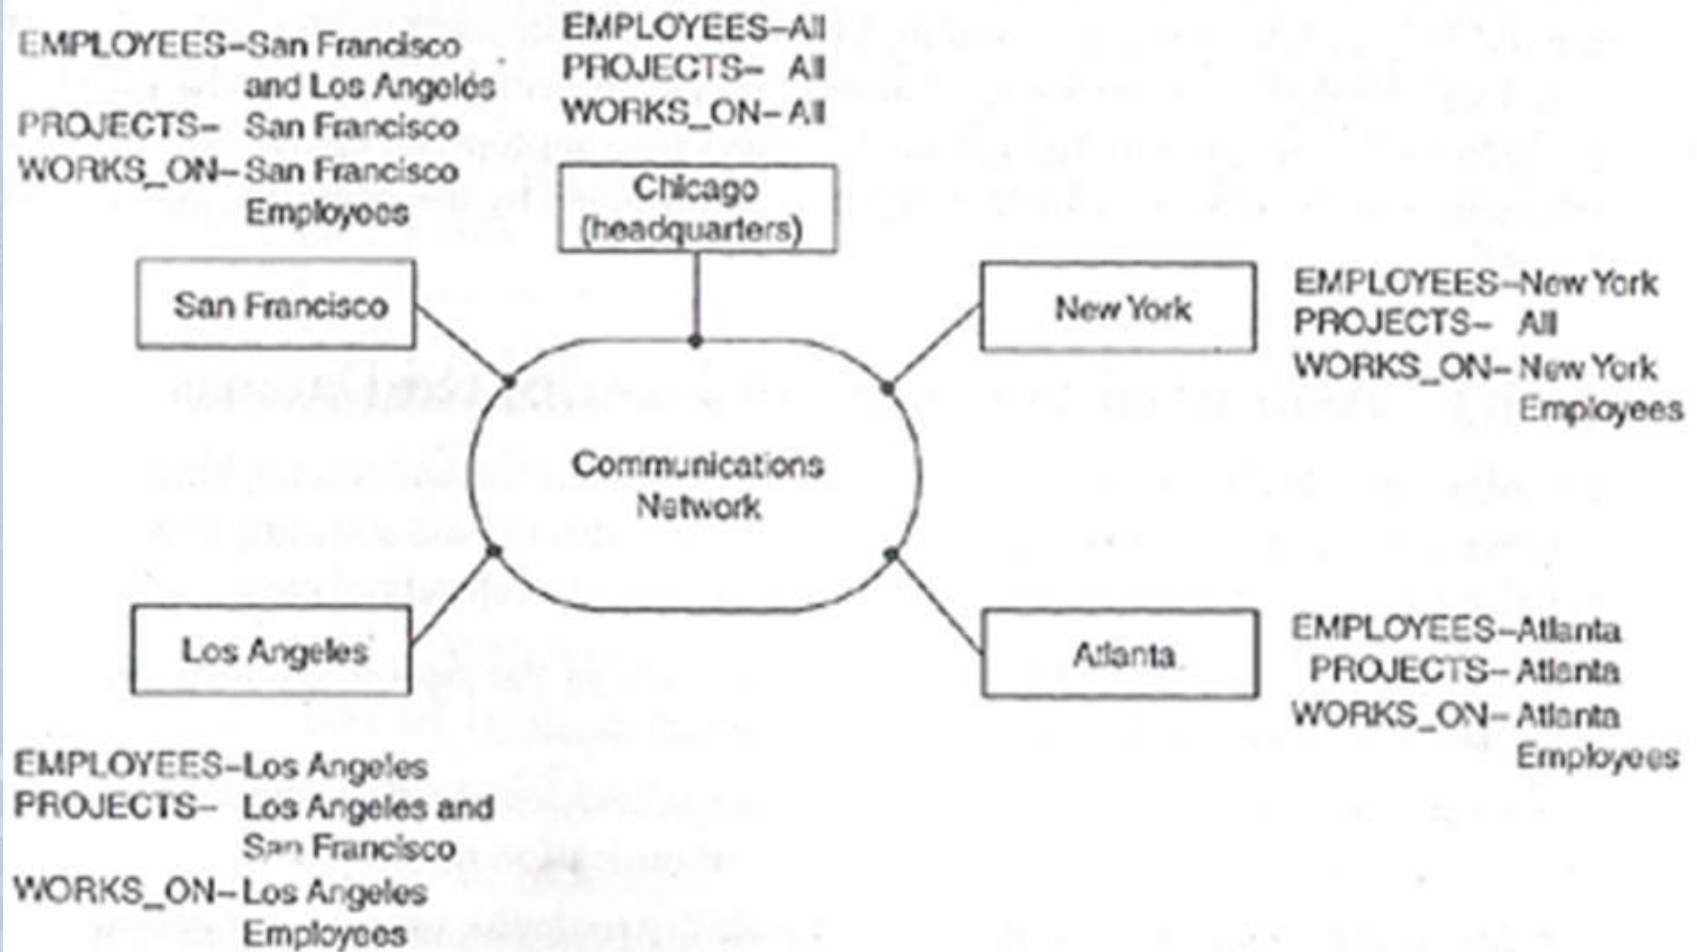 EMPLOYEES–San Francisco
and Los Angeles
PROJECTS– San Francisco
WORKS_ON–San Francisco
Employees
EMPLOYEES–All
PROJECTS– All
WORKS_ON–All
Chicago
(headquarters)
San Francisco
New York
EMPLOYEES–New York
PROJECTS– All
WORKS_ON–New York
Employees
Communications
Network
Los Angeles
Atlanta
EMPLOYEES–Atlanta
PROJECTS–Atlanta
WORKS_ON–Atlanta
Employees
EMPLOYEES–Los Angeles
PROJECTS– Los Angeles and
San Francisco
WORKS_ON–Los Angeles
Employees